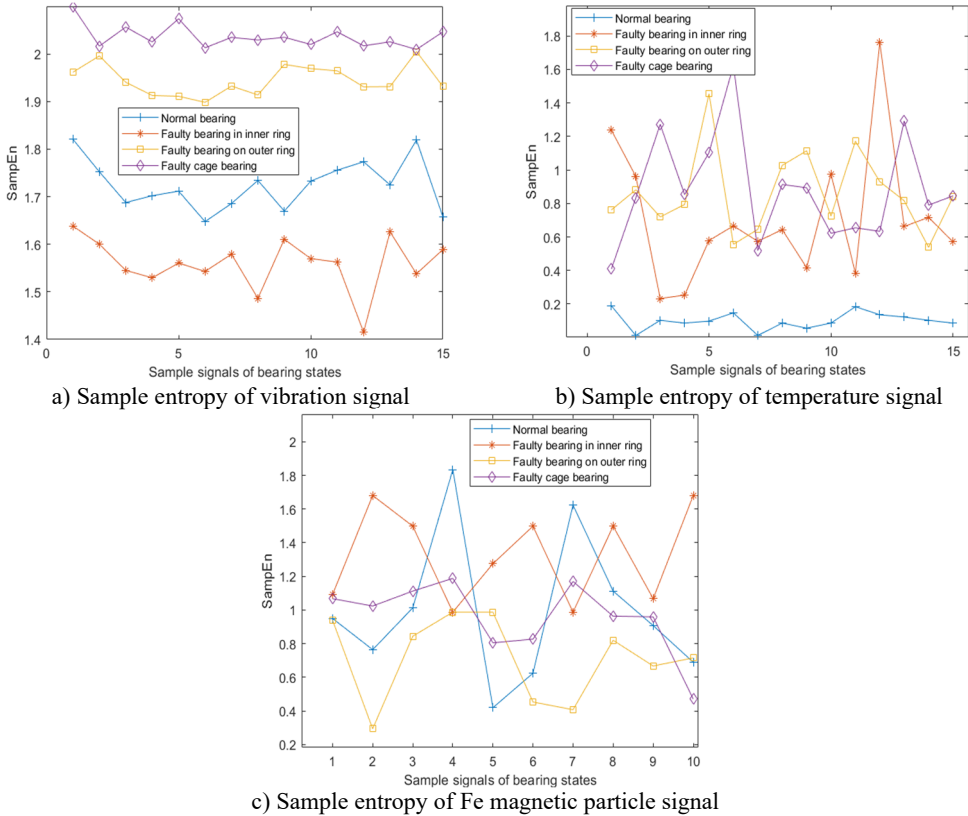 2.1
2
1.9
1.8
1.7
1.6
1.5
1.4
SampEn
0
5
10
15
Sample signals of bearing states
Normal bearing
Faulty bearing in inner ring
Faulty bearing on outer ring
Faulty cage bearing
a) Sample entropy of vibration signal
SampEn
1.8
1.6
1.4
1.2
1
0.8
0.6
0.4
0.2
0
5
10
15
Sample signals of bearing states
Normal bearing
Faulty bearing in inner ring
Faulty bearing on outer ring
Faulty cage bearing
b) Sample entropy of temperature signal
2
1.8
1.6
1.4
1.2
1
0.8
0.6
0.4
0.2
SampEn
1
2
3
4
5
6
7
8
9
10
Sample signals of bearing states
Normal bearing
Faulty bearing in inner ring
Faulty bearing on outer ring
Faulty cage bearing
c) Sample entropy of Fe magnetic particle signal